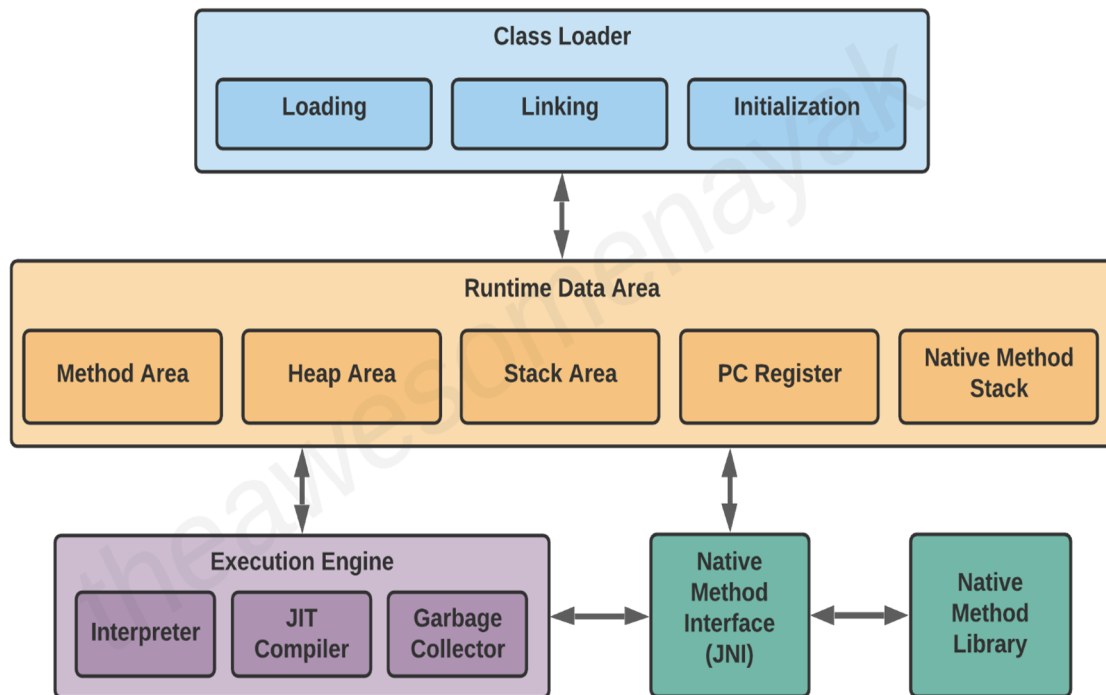 Class Loader
Loading
Linking
Initialization
Runtime Data Area
Method Area
Heap Area
Stack Area
PC Register
Native Method
Stack
Execution Engine
Interpreter
JIT
Compiler
Garbage
Collector
Native
Method
Interface
(JNI)
Native
Method
Library
theawesomenayak